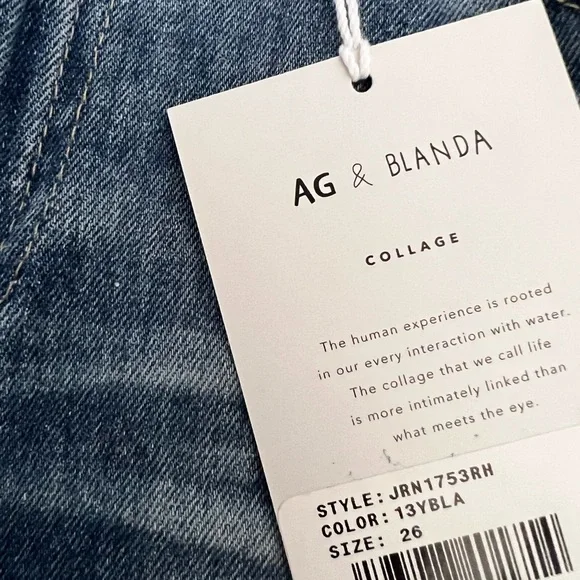 AG & BLANDA
COLLAGE
The human experience is rooted
in our every interaction with water.
The collage that we call life
is more intimately linked than
what meets the eye.
STYLE: JRN1753RH
COLOR: 13YBLA
SIZE: 26